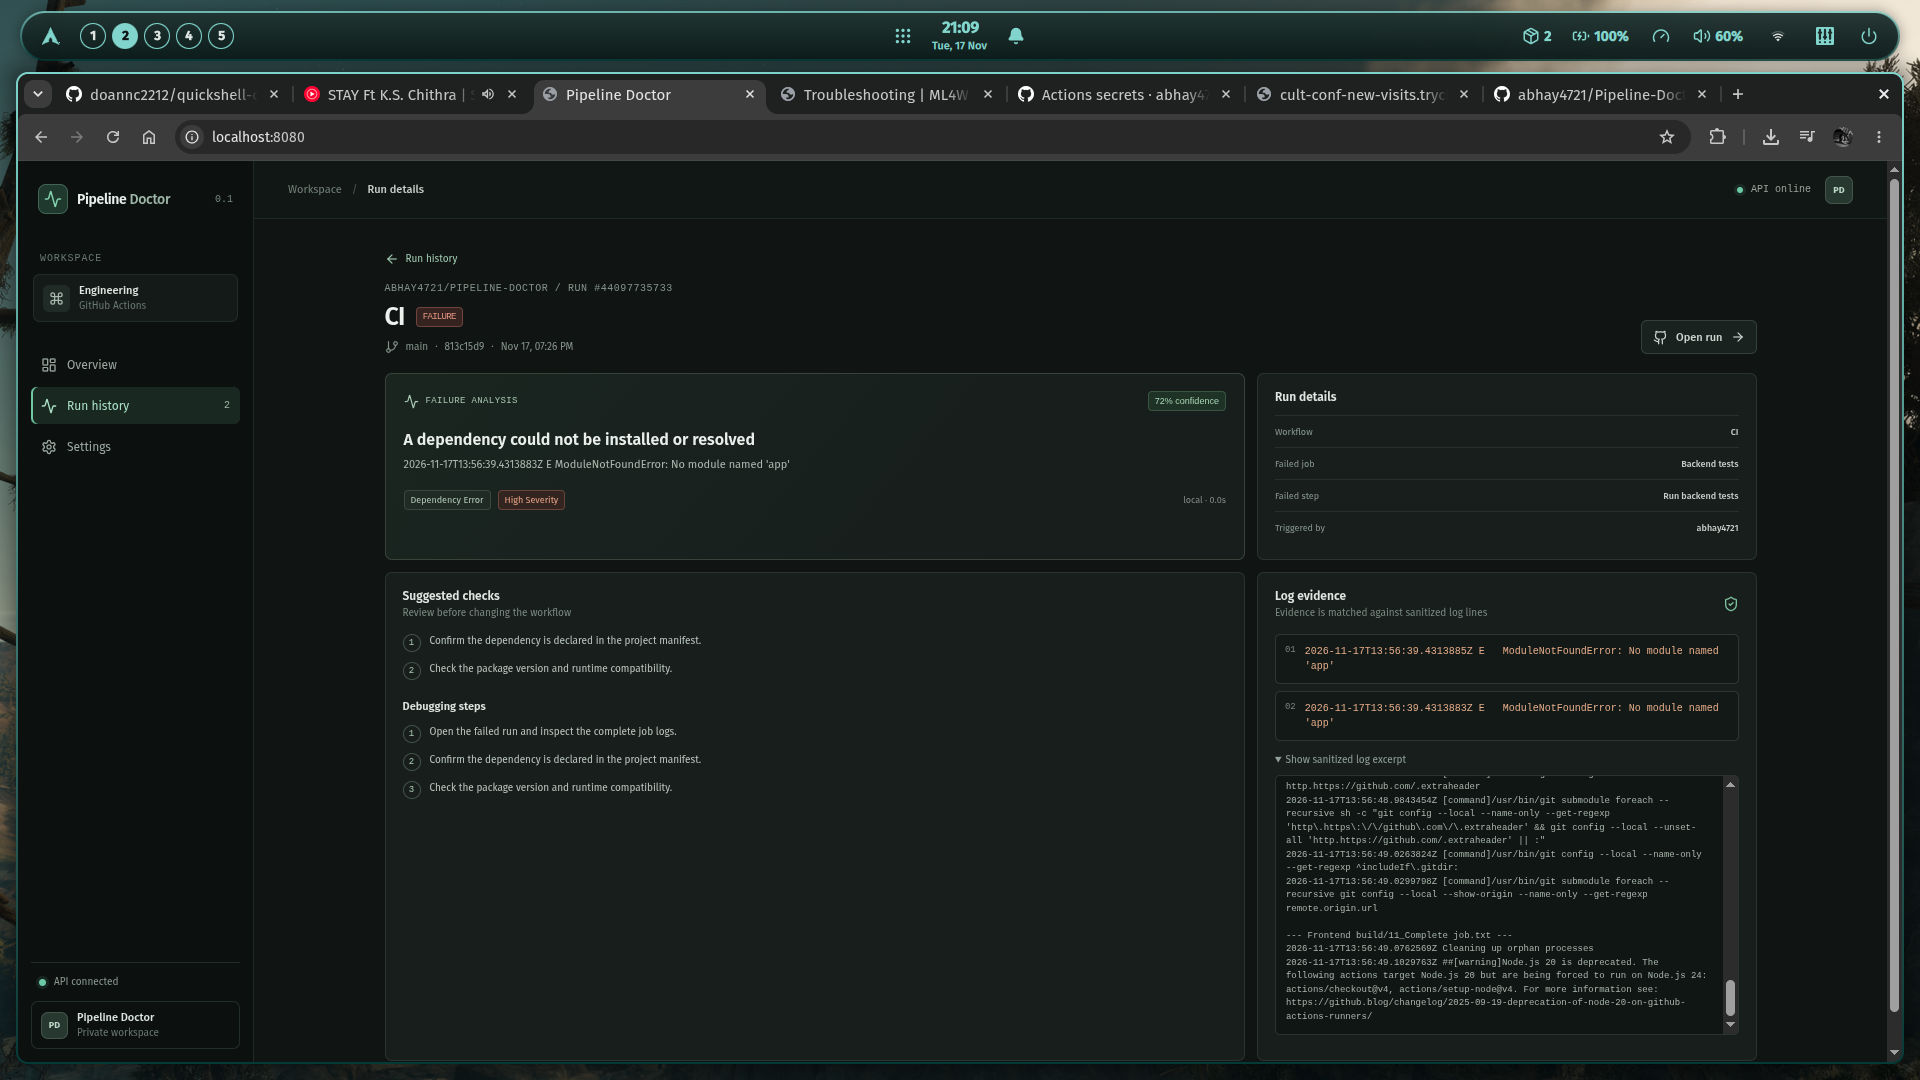 1 2 3 4 5
21:09
Tue, 17 Nov
2 100% 60%
doannc2212/quickshell-
STAY Ft K.S. Chithra |
Pipeline Doctor
Troubleshooting | ML4W
Actions secrets · abhay47
cult-conf-new-visits.tryc
abhay4721/Pipeline-Doct
localhost:8080
Pipeline Doctor 0.1
WORKSPACE
Engineering
GitHub Actions
Overview
Run history 2
Settings
API connected
PD
Pipeline Doctor
Private workspace
Workspace / Run details
API online PD
Run history
ABHAY4721/PIPELINE-DOCTOR / RUN #44097735733
CI FAILURE
main · 813c15d9 · Nov 17, 07:26 PM
Open run
FAILURE ANALYSIS 72% confidence
A dependency could not be installed or resolved
2026-11-17T13:56:39.4313883Z E ModuleNotFoundError: No module named 'app'
Dependency Error High Severity local · 0.0s
Run details
Workflow CI
Failed job Backend tests
Failed step Run backend tests
Triggered by abhay4721
Suggested checks
Review before changing the workflow
1 Confirm the dependency is declared in the project manifest.
2 Check the package version and runtime compatibility.
Debugging steps
1 Open the failed run and inspect the complete job logs.
2 Confirm the dependency is declared in the project manifest.
3 Check the package version and runtime compatibility.
Log evidence
Evidence is matched against sanitized log lines
01 2026-11-17T13:56:39.4313885Z E ModuleNotFoundError: No module named
'app'
02 2026-11-17T13:56:39.4313883Z E ModuleNotFoundError: No module named
'app'
▼ Show sanitized log excerpt
http.https://github.com/.extraheader
2026-11-17T13:56:48.9843454Z [command]/usr/bin/git submodule foreach --
recursive sh -c "git config --local --name-only --get-regexp
'http\.https\:\/\/github\.com\/\.extraheader' && git config --local --unset-
all 'http.https://github.com/.extraheader' || :"
2026-11-17T13:56:49.0263824Z [command]/usr/bin/git config --local --name-only
--get-regexp ^includeIf\.gitdir:
2026-11-17T13:56:49.0299798Z [command]/usr/bin/git submodule foreach --
recursive git config --local --show-origin --name-only --get-regexp
remote.origin.url
--- Frontend build/11_Complete job.txt ---
2026-11-17T13:56:49.0762569Z Cleaning up orphan processes
2026-11-17T13:56:49.1029763Z ##[warning]Node.js 20 is deprecated. The
following actions target Node.js 20 but are being forced to run on Node.js 24:
actions/checkout@v4, actions/setup-node@v4. For more information see:
https://github.blog/changelog/2025-09-19-deprecation-of-node-20-on-github-
actions-runners/